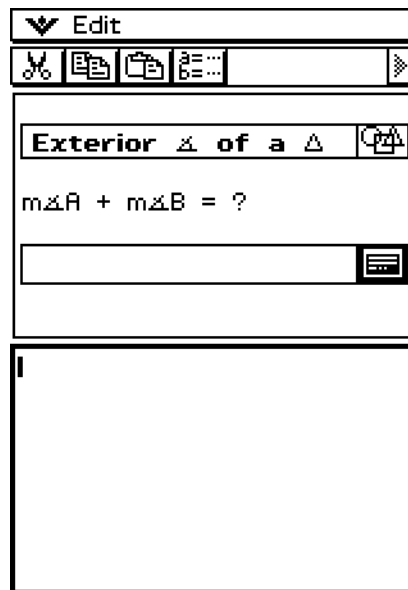 Edit
Exterior ∡ of a △
m∡A + m∡B = ?